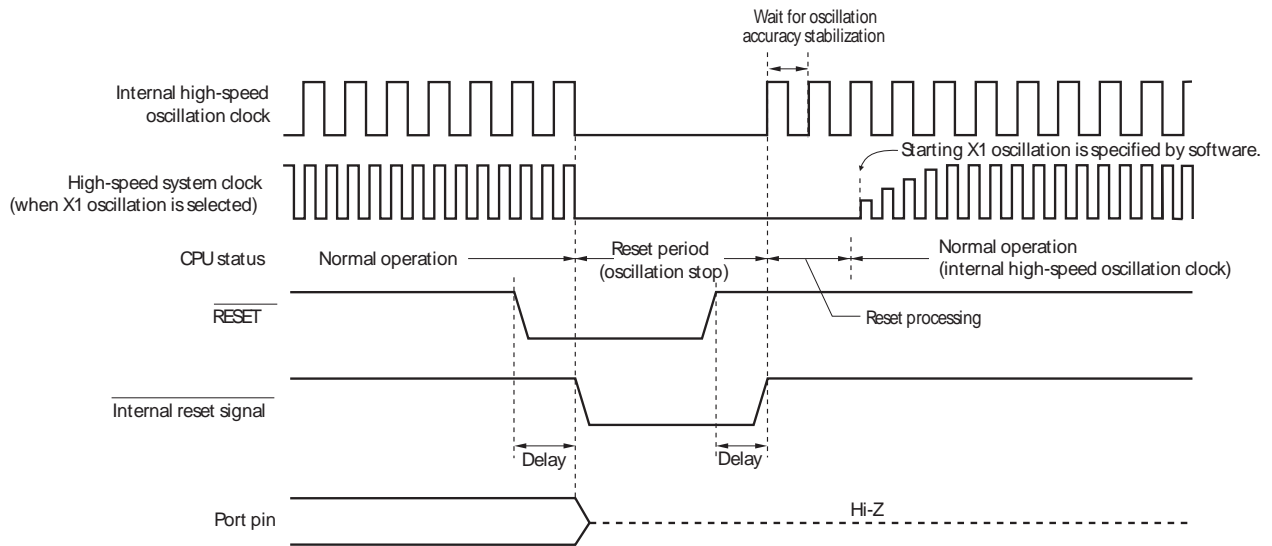 Wait for oscillation
accuracy stabilization
Internal high-speed
oscillation clock
Starting X1 oscillation is specified by software.
High-speed system clock
(when X1 oscillation is selected)
CPU status
Normal operation
Reset period
(oscillation stop)
Normal operation
(internal high-speed oscillation clock)
RESET
Reset processing
Internal reset signal
Delay
Delay
Port pin
Hi-Z